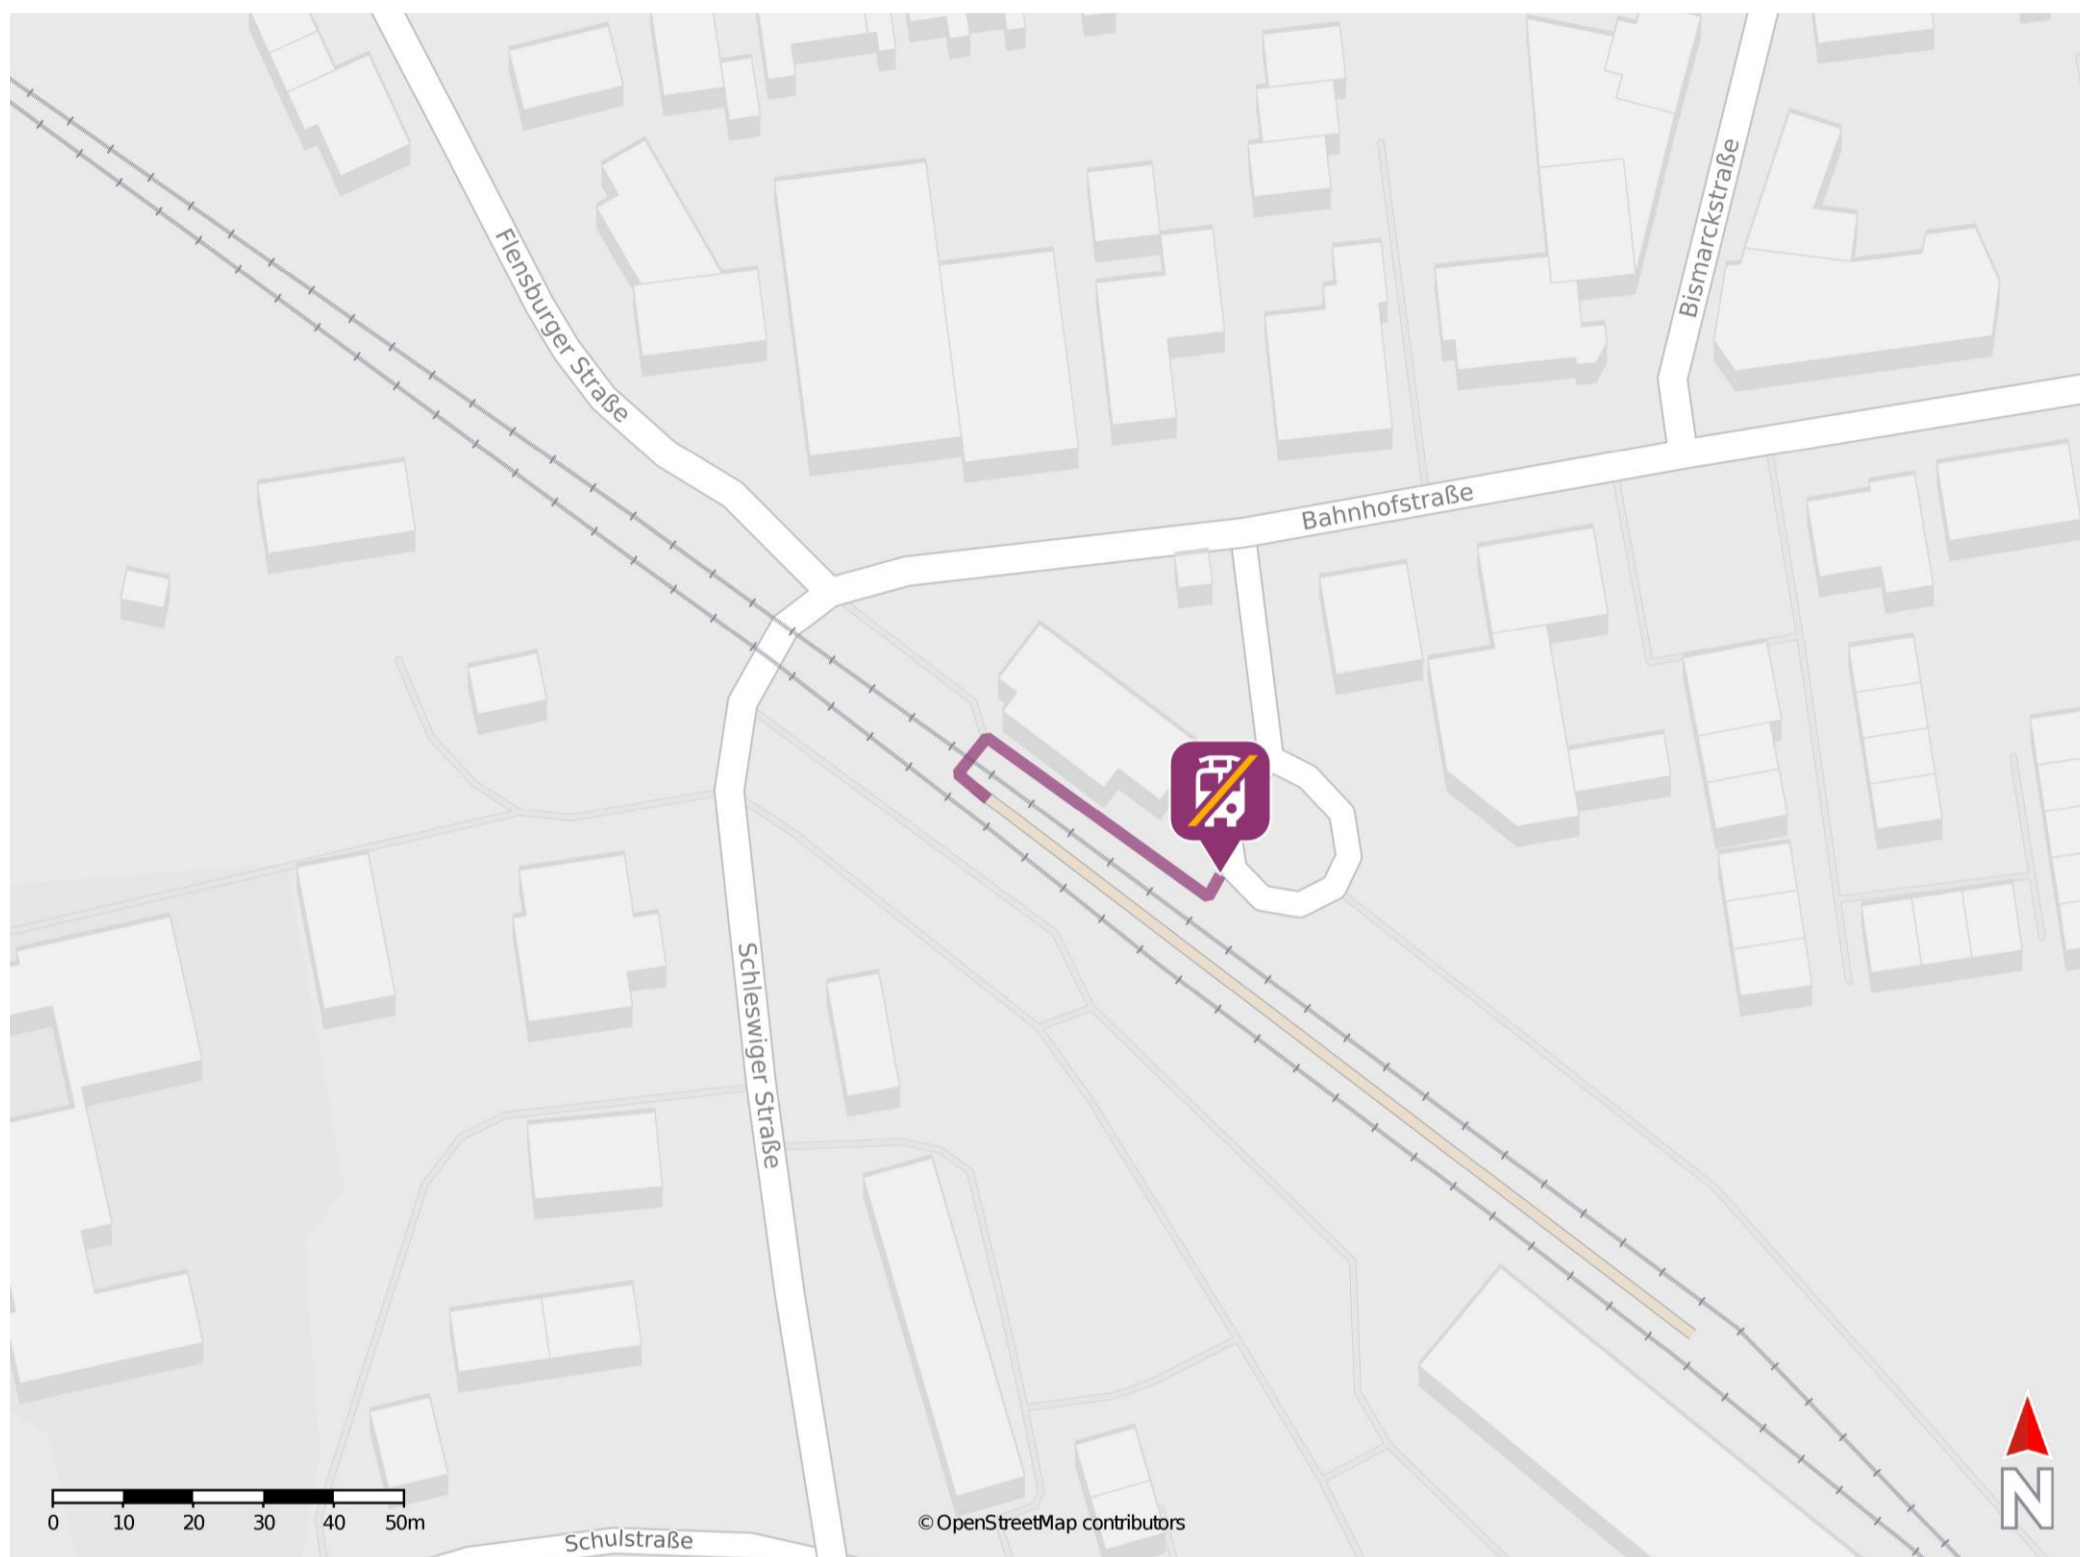 Flensburger Straße
Bismarckstraße
Bahnhofstraße
Schleswiger Straße
Schulstraße
0 10 20 30 40 50m
© OpenStreetMap contributors
N